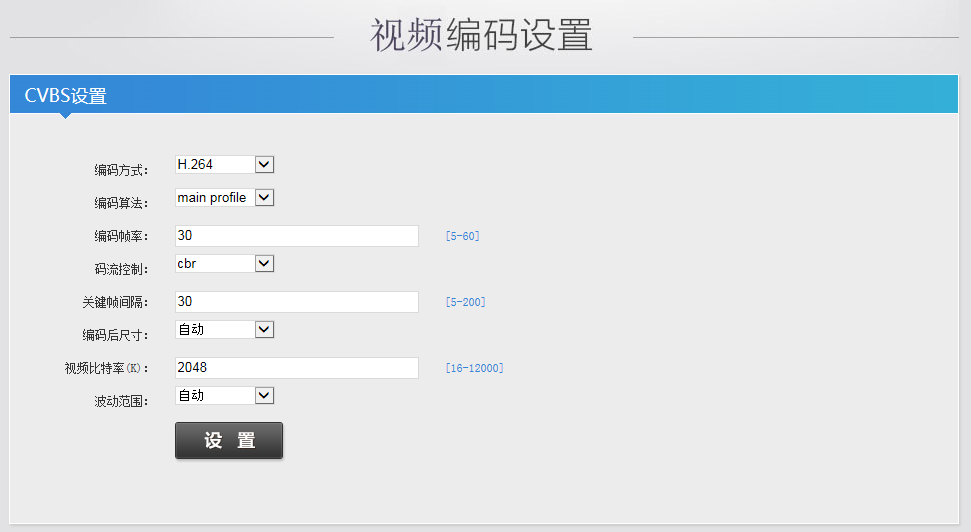 视频编码设置
CVBS设置
编码方式： H.264
编码算法： main profile
编码帧率： 30 [5-60]
码流控制： cbr
关键帧间隔： 30 [5-200]
编码后尺寸： 自动
视频比特率(K)： 2048 [16-12000]
波动范围： 自动
设 置